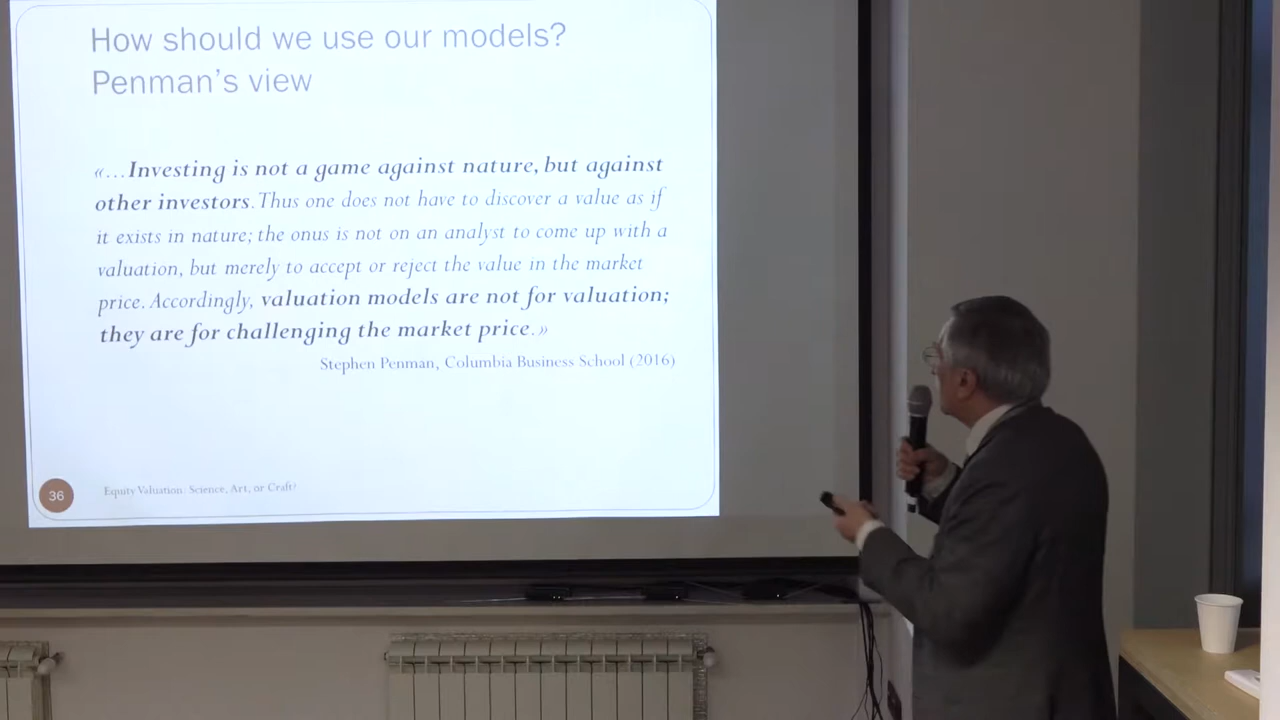 How should we use our models?
Penman's view
«…Investing is not a game against nature, but against
other investors. Thus one does not have to discover a value as if
it exists in nature; the onus is not on an analyst to come up with a
valuation, but merely to accept or reject the value in the market
price. Accordingly, valuation models are not for valuation;
they are for challenging the market price.»
Stephen Penman, Columbia Business School (2016)
36
Equity Valuation: Science, Art, or Craft?